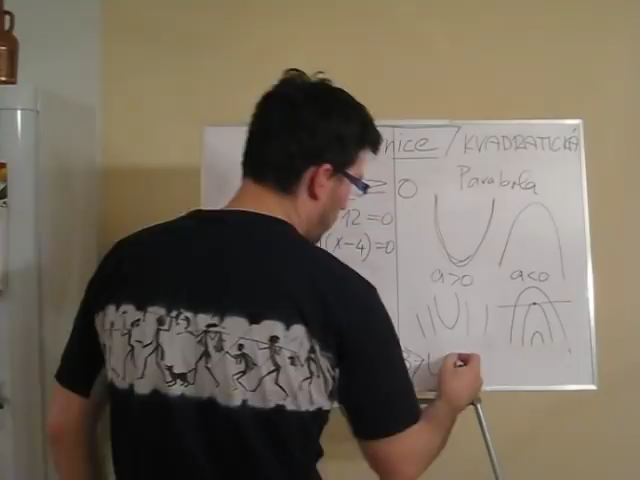 nice / KVADRATICKÁ
≥ 0
12=0
(x-4)=0
Parabola
a>0
a<0